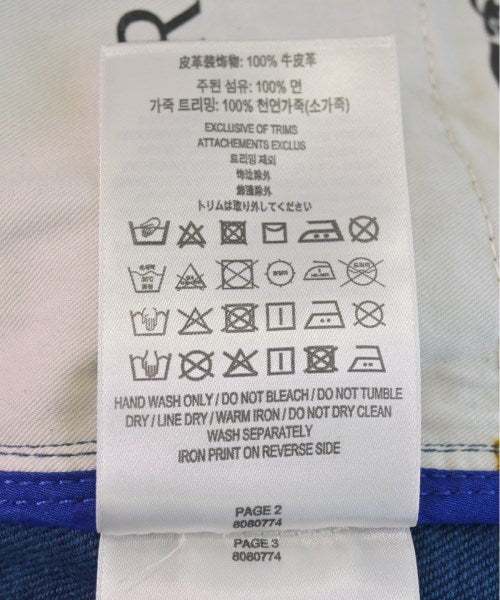 R
皮革装饰物: 100% 牛皮革
주된 섬유: 100% 면
가죽 트리밍: 100% 천연가죽(소가죽)
EXCLUSIVE OF TRIMS
ATTACHEMENTS EXCLUS
트리밍 제외
饰边除外
飾邊除外
トリムは取り外してください
HAND WASH ONLY / DO NOT BLEACH / DO NOT TUMBLE
DRY / LINE DRY / WARM IRON / DO NOT DRY CLEAN
WASH SEPARATELY
IRON PRINT ON REVERSE SIDE
PAGE 2
8080774
PAGE 3
8080774